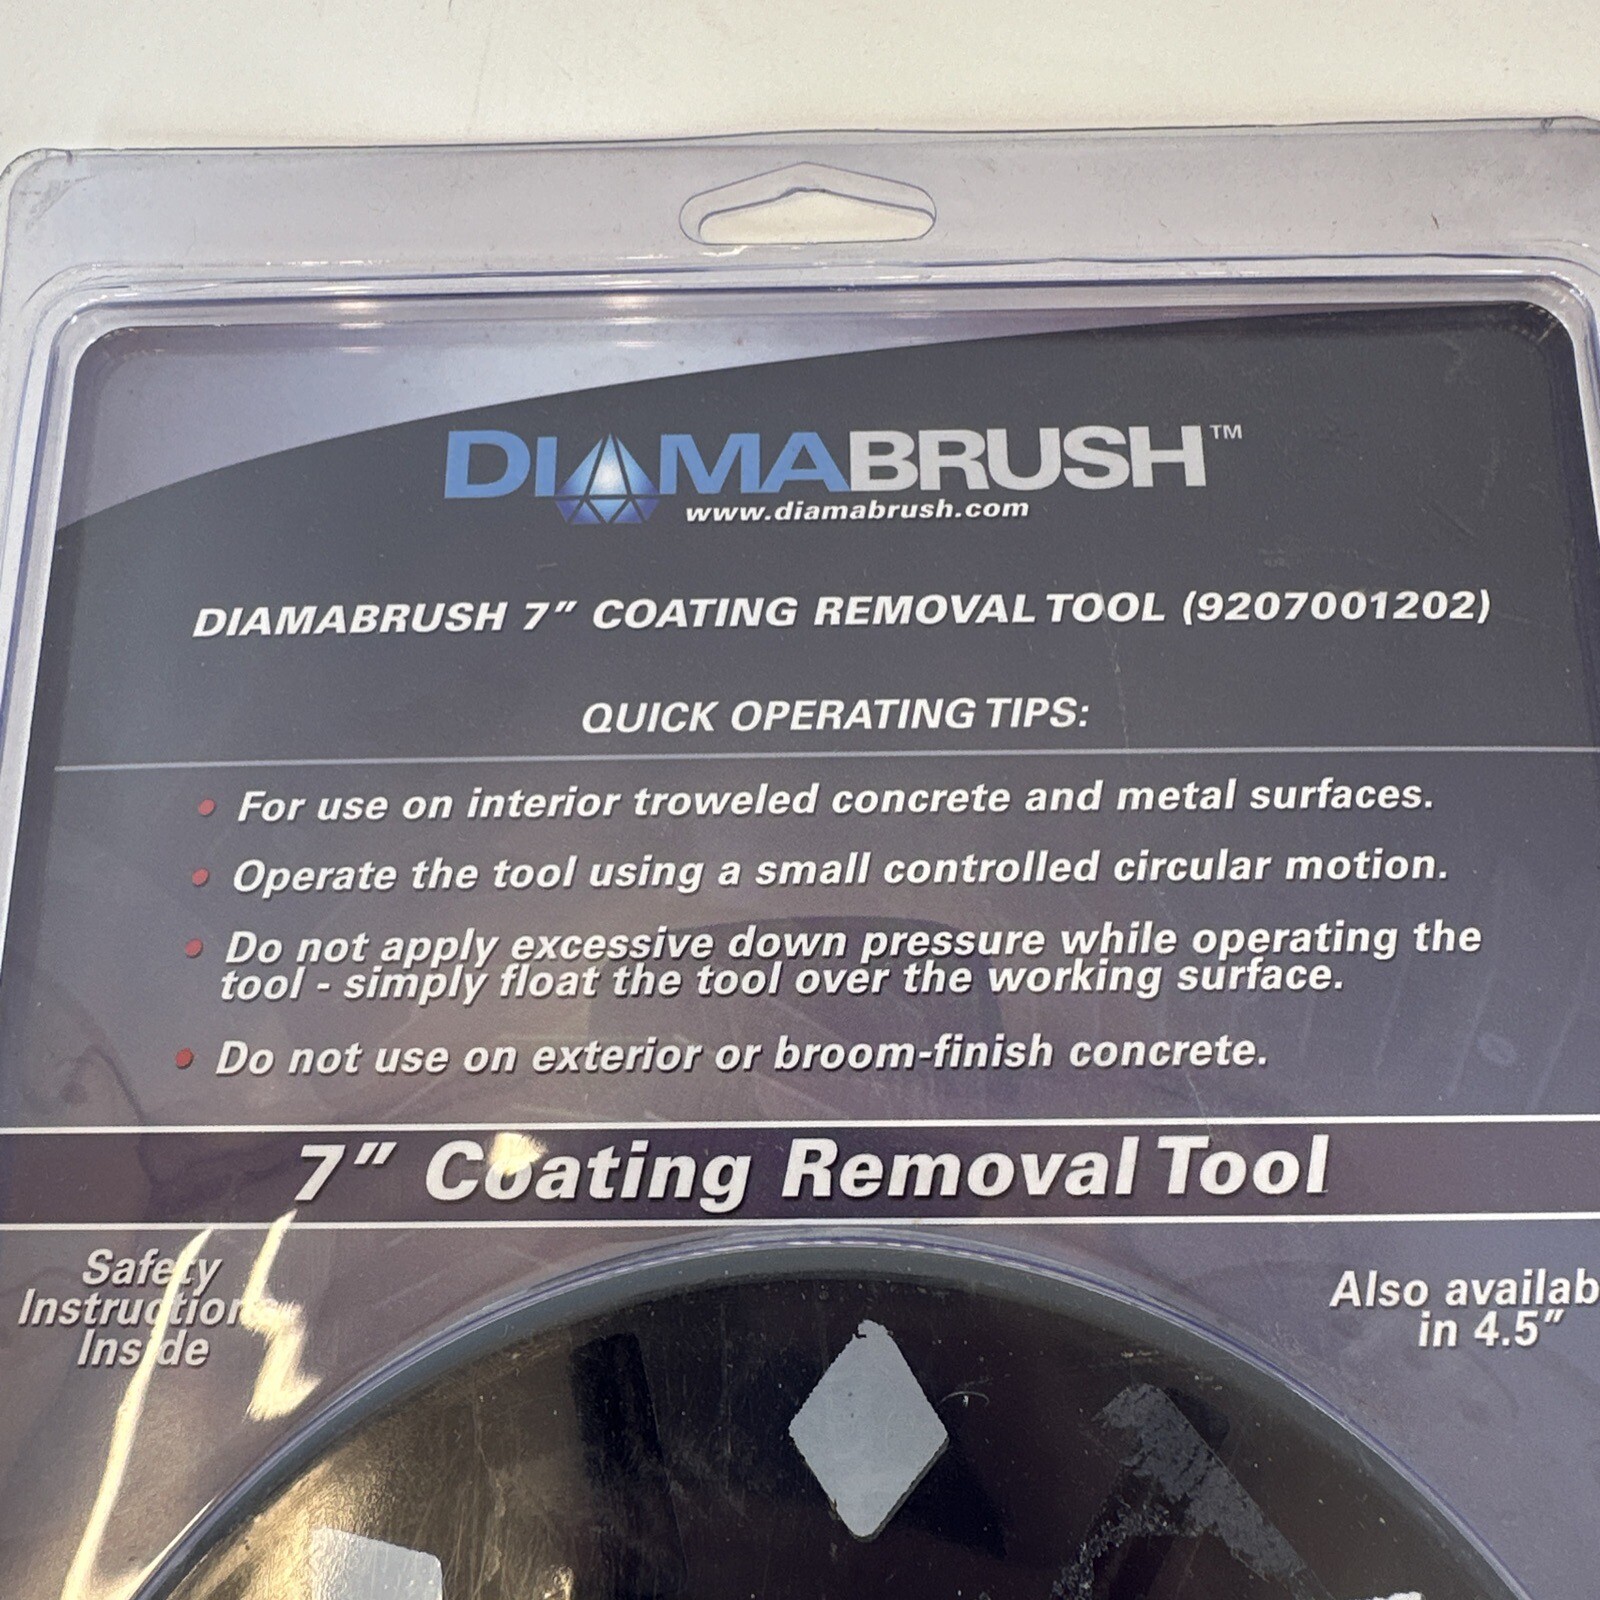 DIAMABRUSH™
www.diamabrush.com
DIAMABRUSH 7” COATING REMOVAL TOOL (9207001202)
QUICK OPERATING TIPS:
• For use on interior troweled concrete and metal surfaces.
• Operate the tool using a small controlled circular motion.
• Do not apply excessive down pressure while operating the
tool - simply float the tool over the working surface.
• Do not use on exterior or broom-finish concrete.
7” Coating Removal Tool
Safety
Instructions
Inside
Also availab
in 4.5”